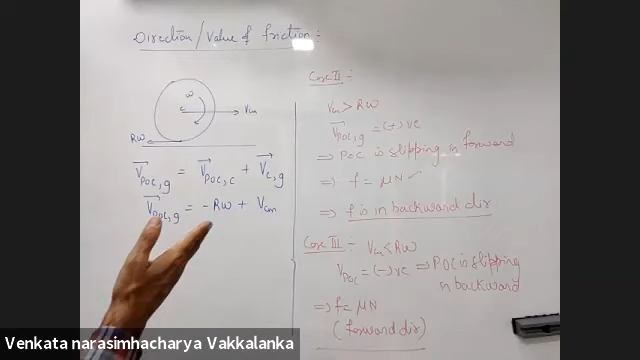 Direction/Value of friction:-
ω
c
Vcm
Rω
V⃗POC,g = V⃗POC,c + V⃗c,g
V⃗POC,g = -Rω + Vcm
Case II:-
Vcm > Rω
V⃗POC,g = (+)ve
⇒ POC is slipping in forward
⇒ f = μN ✓
⇒ f is in backward dir
Case III:- Vcm < Rω
VPOC = (-)ve ⇒ POC is slipping
in backward
⇒ f = μN
(forward dir)
Venkata narasimhacharya Vakkalanka